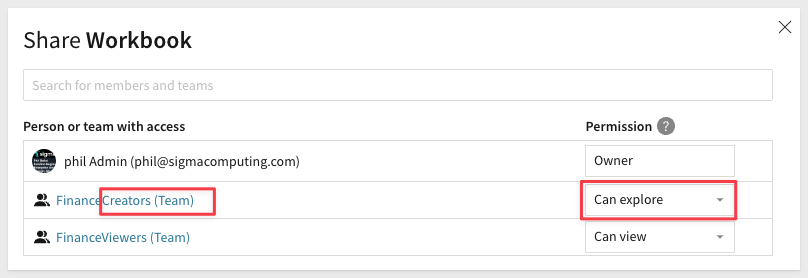 Share Workbook
Search for members and teams
Person or team with access Permission ?
phil Admin (phil@sigmacomputing.com) Owner
FinanceCreators (Team) Can explore
FinanceViewers (Team) Can view